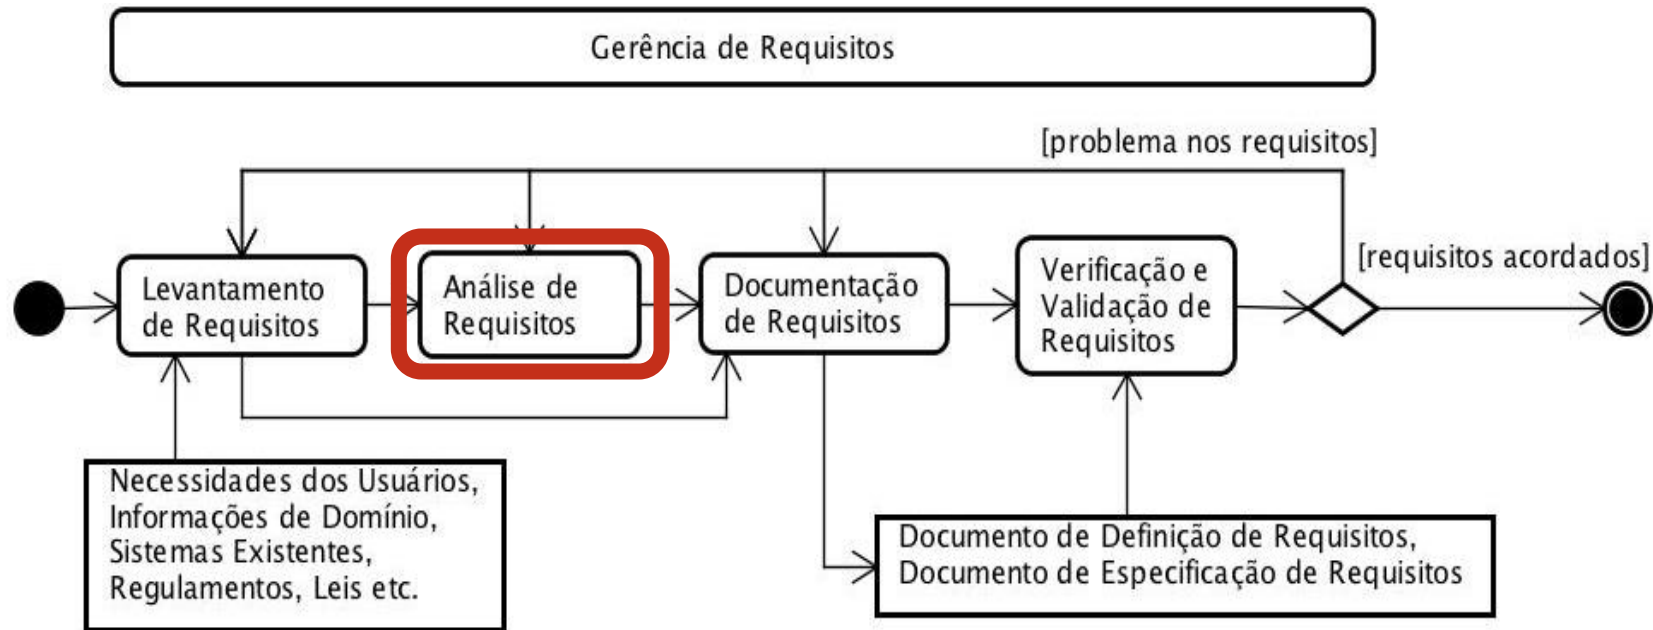 Gerência de Requisitos
[problema nos requisitos]
[requisitos acordados]
Levantamento
de Requisitos
Análise de
Requisitos
Documentação
de Requisitos
Verificação e
Validação de
Requisitos
Necessidades dos Usuários,
Informações de Domínio,
Sistemas Existentes,
Regulamentos, Leis etc.
Documento de Definição de Requisitos,
Documento de Especificação de Requisitos